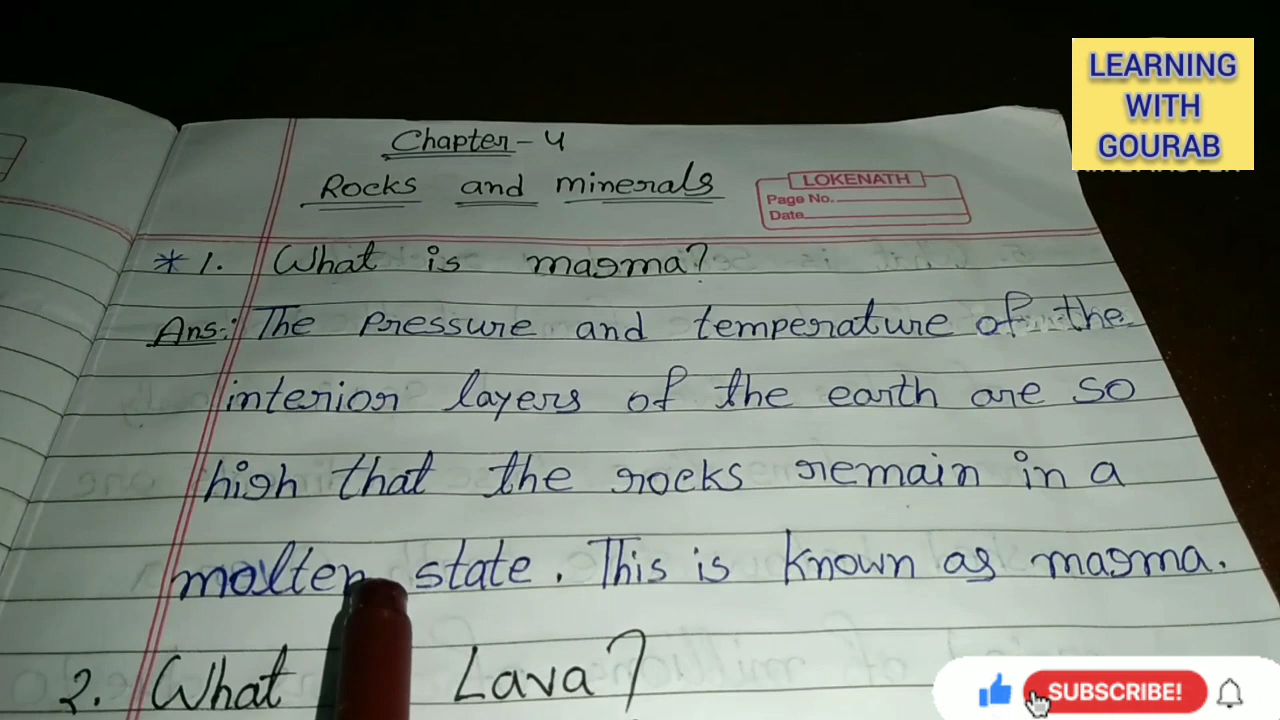 LEARNING
WITH
GOURAB
Chapter-4
Rocks and minerals
LOKENATH
Page No.
Date
* 1. What is magma?
Ans: The pressure and temperature of the
interior layers of the earth are so
high that the rocks remain in a
molten state. This is known as magma.
2. What Lava?
SUBSCRIBE!